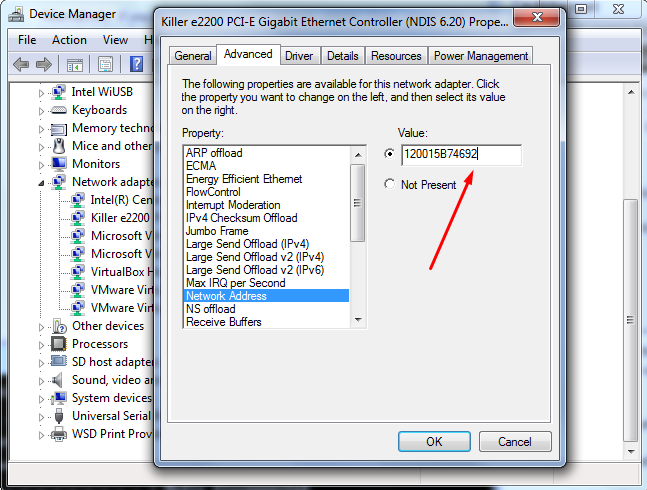 Device Manager
File Action View He
Intel WiUSB
Keyboards
Memory techno
Mice and other
Monitors
Network adapte
Intel(R) Cen
Killer e2200
Microsoft V
Microsoft V
VirtualBox H
VMware Virt
VMware Virt
Other devices
Processors
SD host adapter
Sound, video an
System devices
Universal Serial
WSD Print Prov
Killer e2200 PCI-E Gigabit Ethernet Controller (NDIS 6.20) Prope...
General Advanced Driver Details Resources Power Management
The following properties are available for this network adapter. Click
the property you want to change on the left, and then select its value
on the right.
Property:
ARP offload
ECMA
Energy Efficient Ethernet
FlowControl
Interrupt Moderation
IPv4 Checksum Offload
Jumbo Frame
Large Send Offload (IPv4)
Large Send Offload v2 (IPv4)
Large Send Offload v2 (IPv6)
Max IRQ per Second
Network Address
NS offload
Receive Buffers
Value:
120015B74692
Not Present
OK Cancel